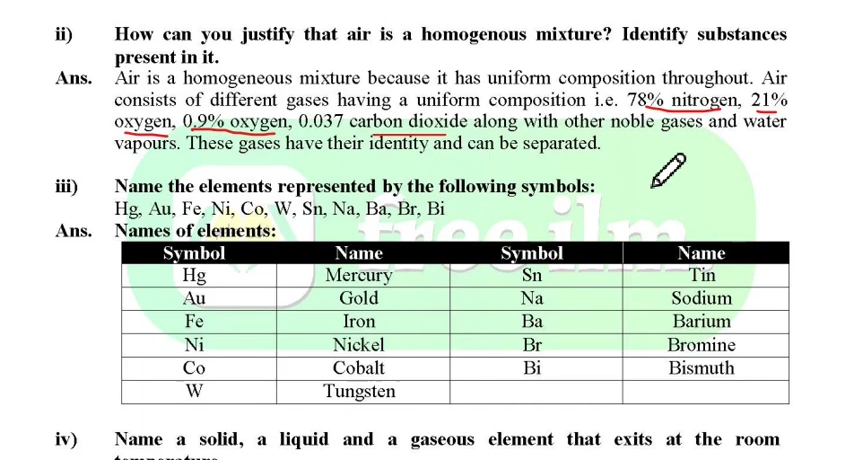 ii) How can you justify that air is a homogenous mixture? Identify substances
present in it.
Ans. Air is a homogeneous mixture because it has uniform composition throughout. Air
consists of different gases having a uniform composition i.e. 78% nitrogen, 21%
oxygen, 0.9% oxygen, 0.037 carbon dioxide along with other noble gases and water
vapours. These gases have their identity and can be separated.
iii) Name the elements represented by the following symbols:
Hg, Au, Fe, Ni, Co, W, Sn, Na, Ba, Br, Bi
Ans. Names of elements:
Symbol Name Symbol Name
Hg Mercury Sn Tin
Au Gold Na Sodium
Fe Iron Ba Barium
Ni Nickel Br Bromine
Co Cobalt Bi Bismuth
W Tungsten
iv) Name a solid, a liquid and a gaseous element that exits at the room
free ilm